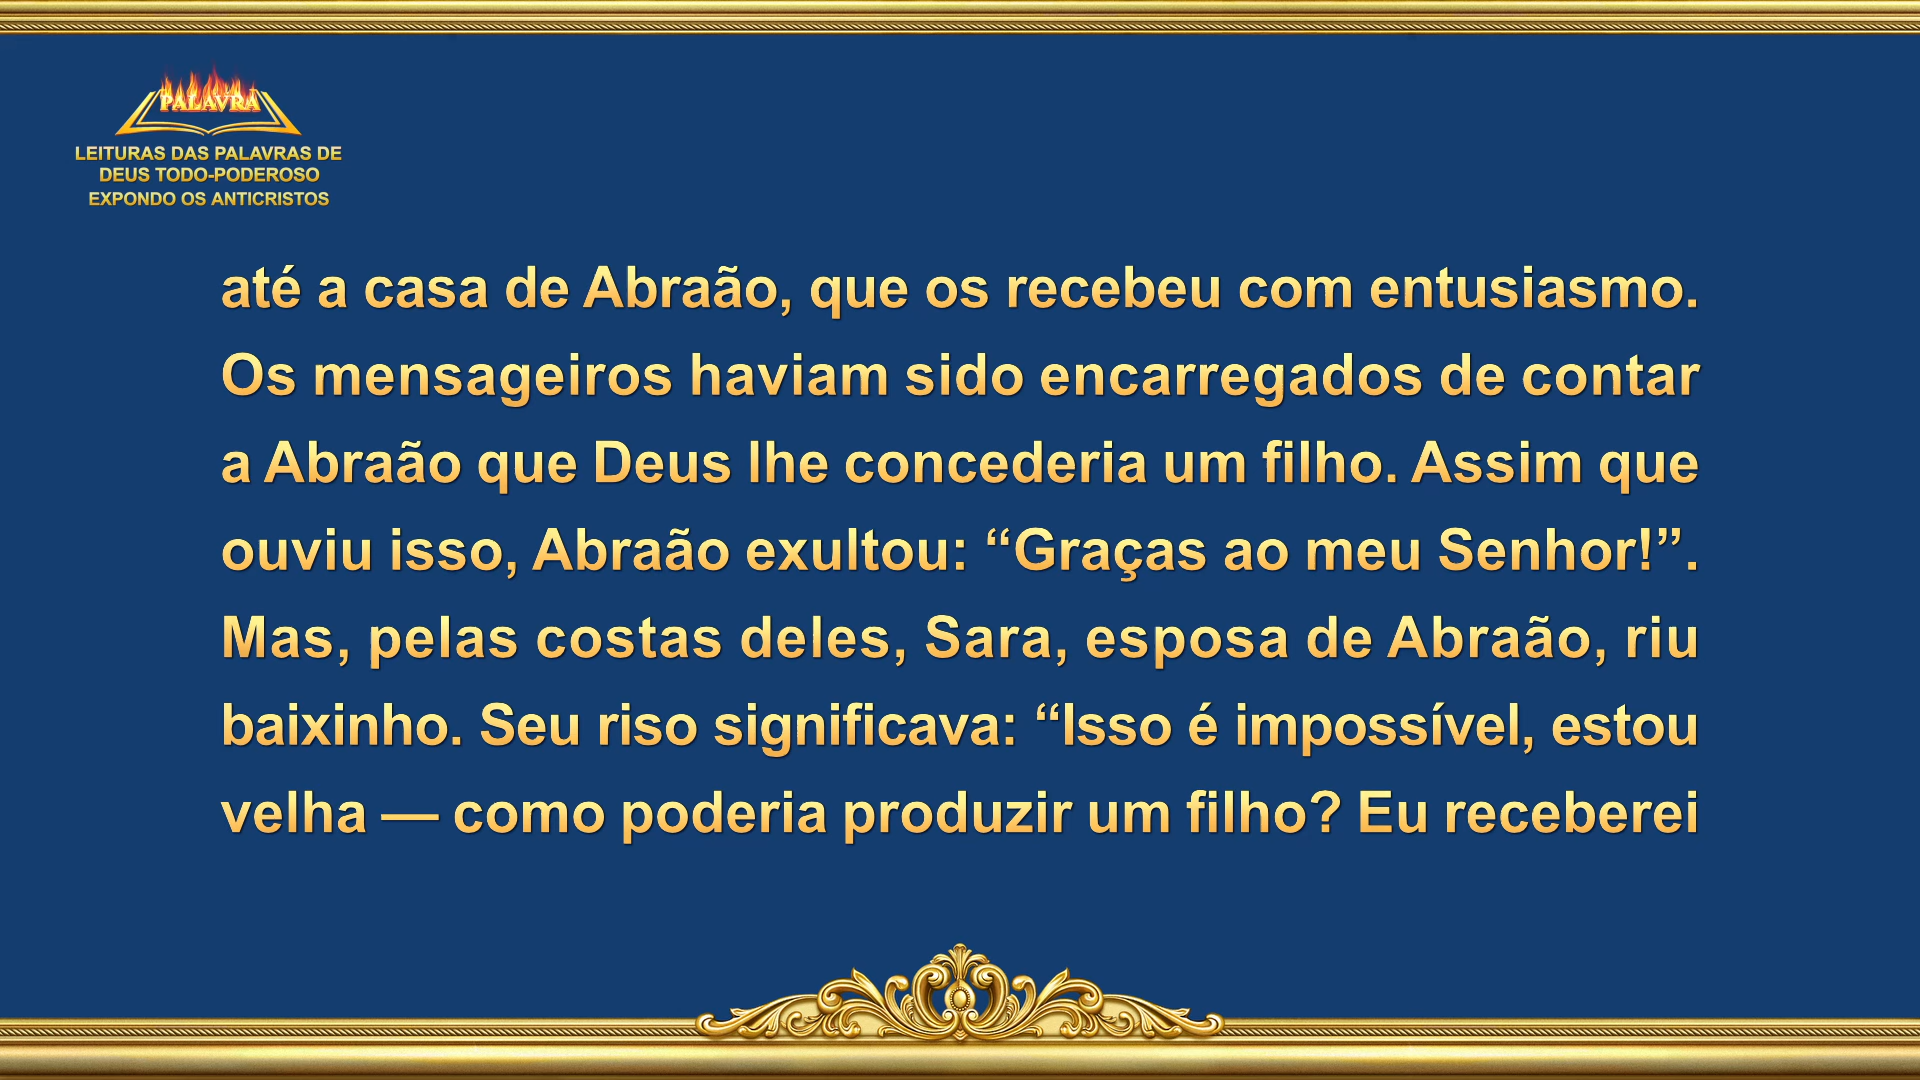 PALAVRA
LEITURAS DAS PALAVRAS DE
DEUS TODO-PODEROSO
EXPONDO OS ANTICRISTOS
até a casa de Abraão, que os recebeu com entusiasmo.
Os mensageiros haviam sido encarregados de contar
a Abraão que Deus lhe concederia um filho. Assim que
ouviu isso, Abraão exultou: “Graças ao meu Senhor!”.
Mas, pelas costas deles, Sara, esposa de Abraão, riu
baixinho. Seu riso significava: “Isso é impossível, estou
velha — como poderia produzir um filho? Eu receberei